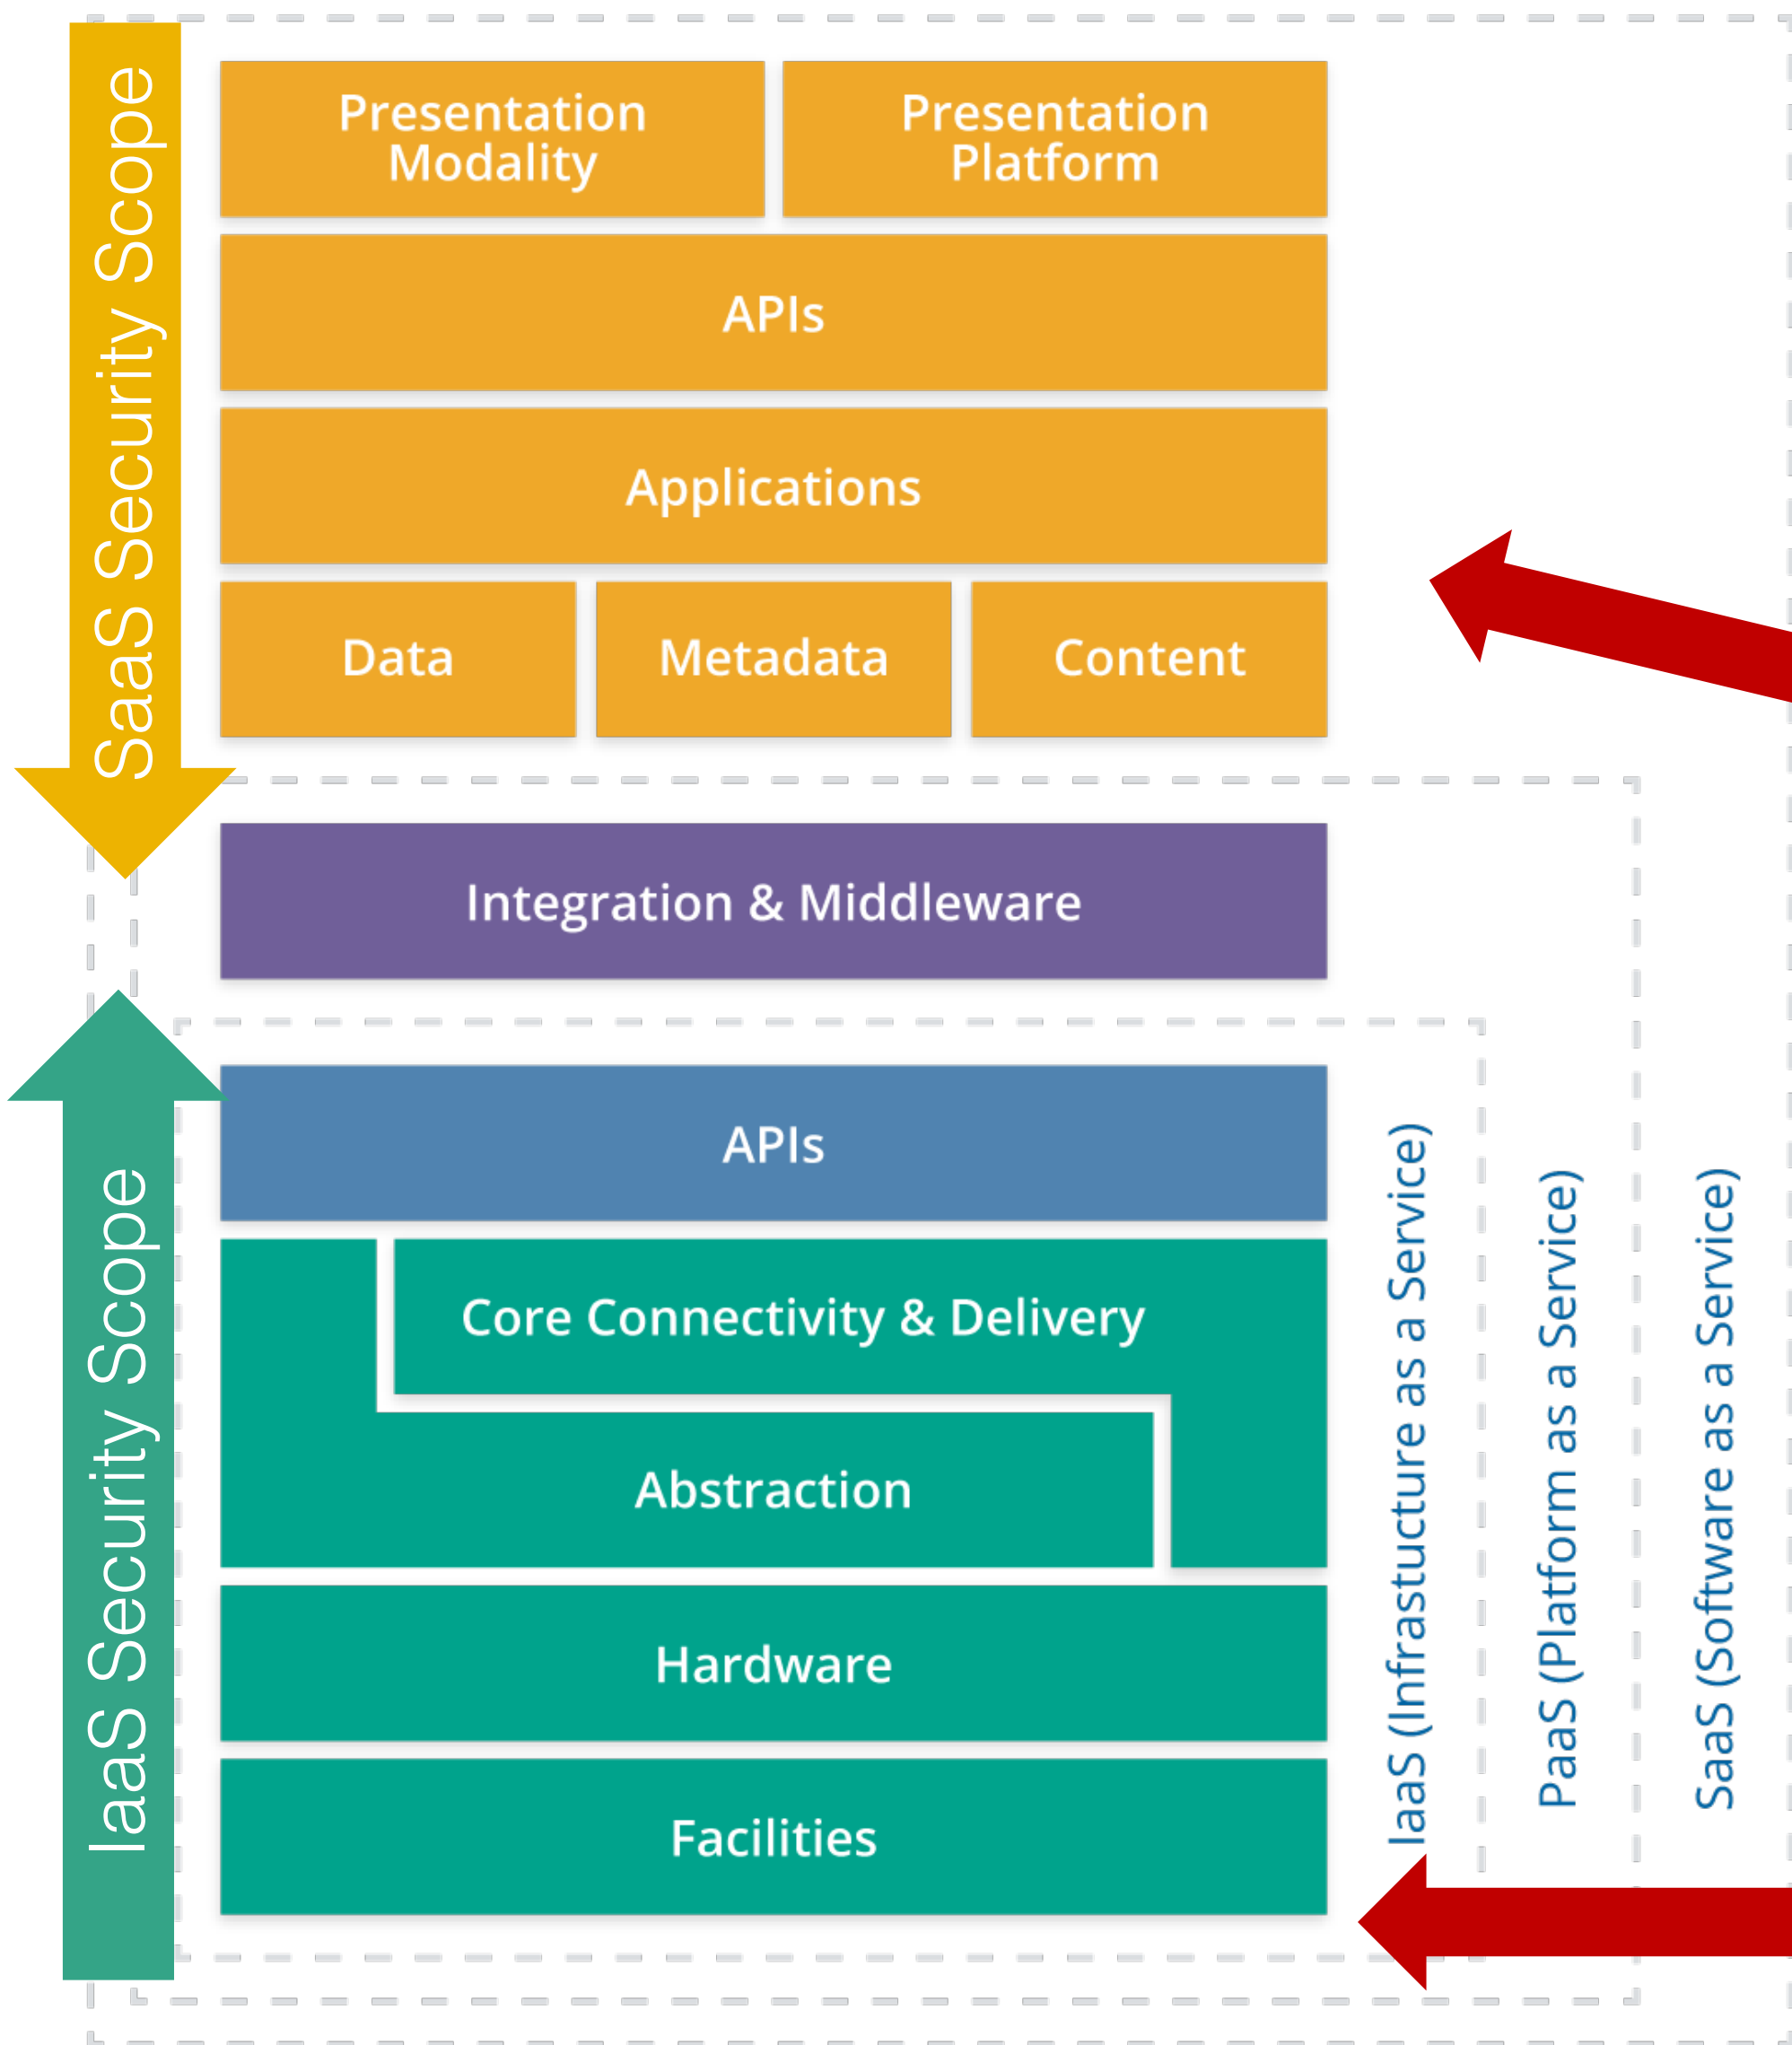 SaaS Security Scope
Presentation
Modality
Presentation
Platform
APIs
Applications
Data
Metadata
Content
Integration & Middleware
IaaS Security Scope
APIs
Core Connectivity & Delivery
Abstraction
Hardware
Facilities
IaaS (Infrastucture as a Service)
PaaS (Platform as a Service)
SaaS (Software as a Service)